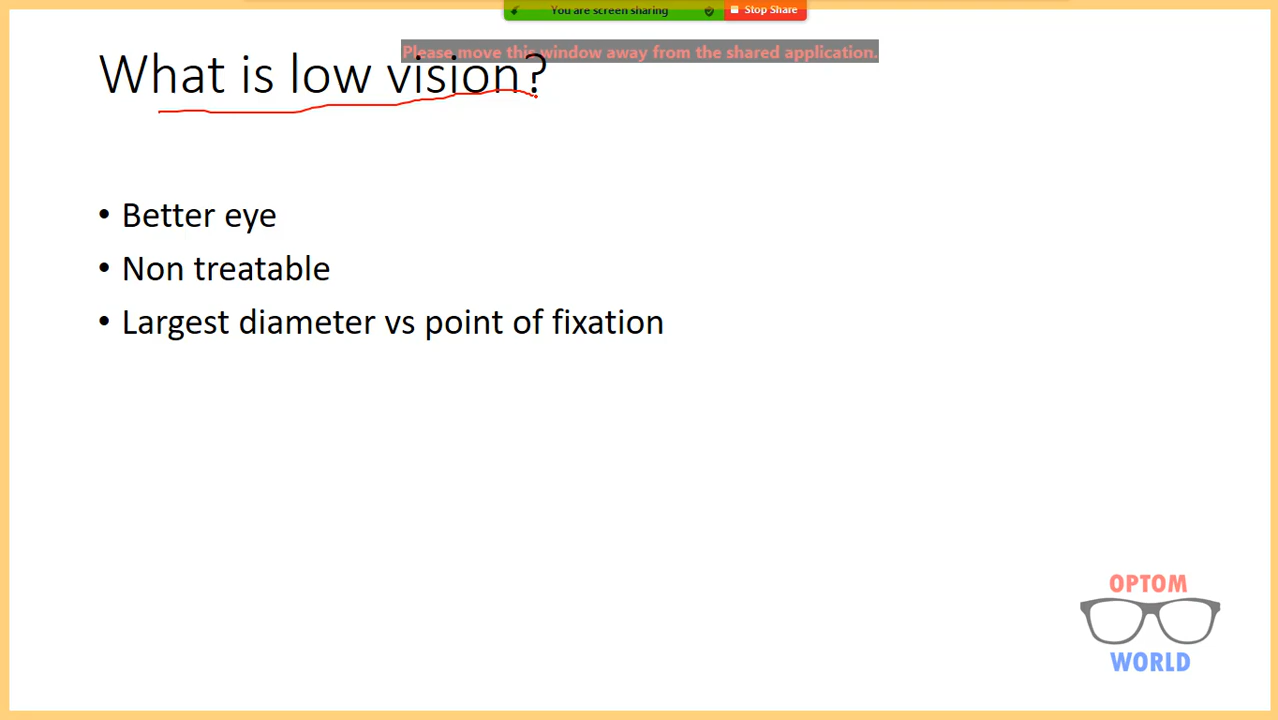 You are screen sharing
Stop Share
Please move this window away from the shared application.
What is low vision?
• Better eye
• Non treatable
• Largest diameter vs point of fixation
OPTOM
WORLD